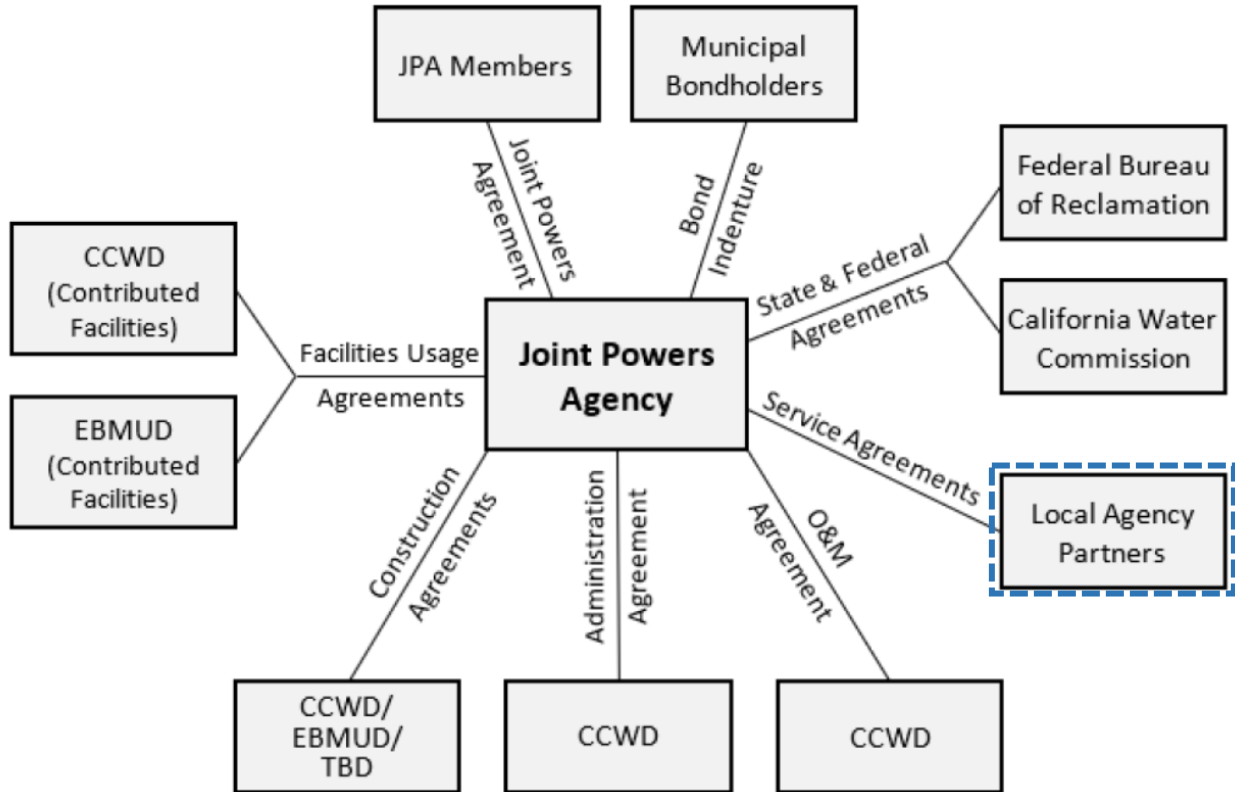 JPA Members
Municipal
Bondholders
Joint Powers
Agreement
Bond
Indenture
Federal Bureau
of Reclamation
State & Federal
Agreements
California Water
Commission
CCWD
(Contributed
Facilities)
Facilities Usage
Agreements
EBMUD
(Contributed
Facilities)
Joint Powers
Agency
Service Agreements
Local Agency
Partners
Construction
Agreements
Administration
Agreement
O&M
Agreement
CCWD/
EBMUD/
TBD
CCWD
CCWD